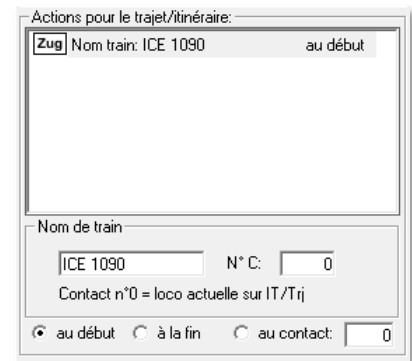 Actions pour le trajet/itinéraire:
Zug Nom train: ICE 1090 au début
Nom de train
ICE 1090 N° C: 0
Contact n°0 = loco actuelle sur IT/Trj
au début à la fin au contact: 0